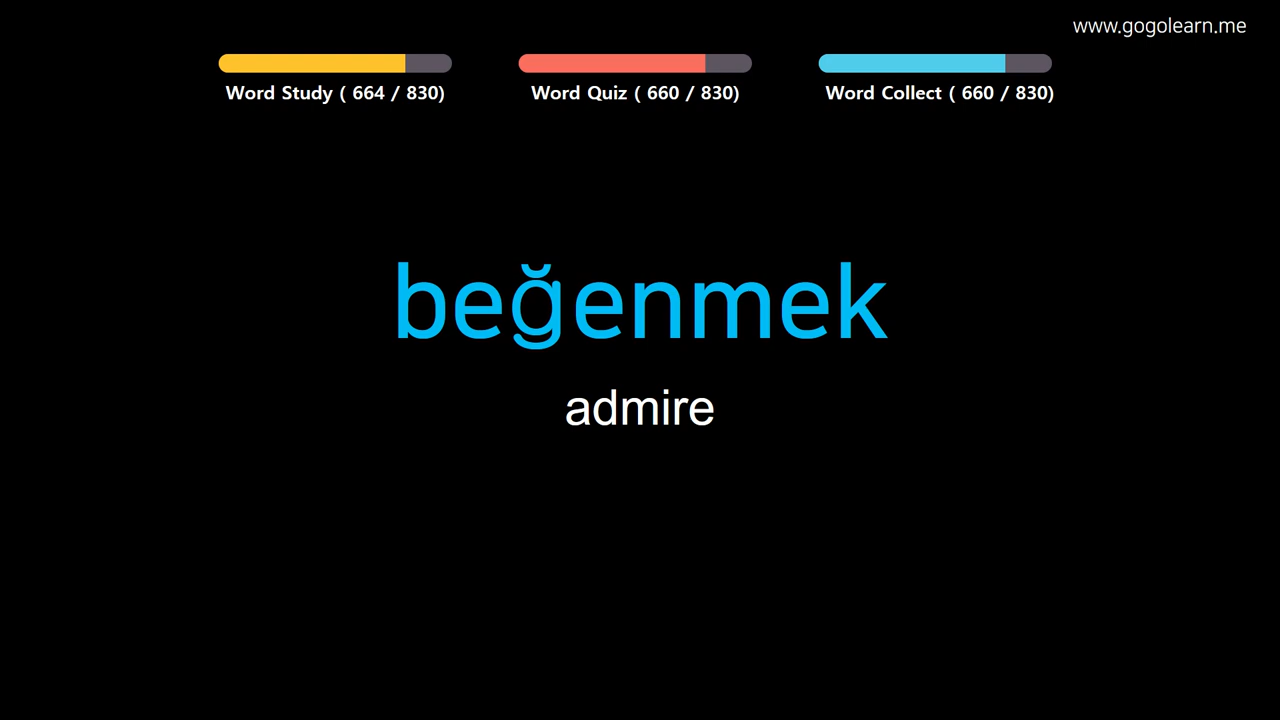 www.gogolearn.me
Word Study ( 664 / 830)
Word Quiz ( 660 / 830)
Word Collect ( 660 / 830)
beğenmek
admire